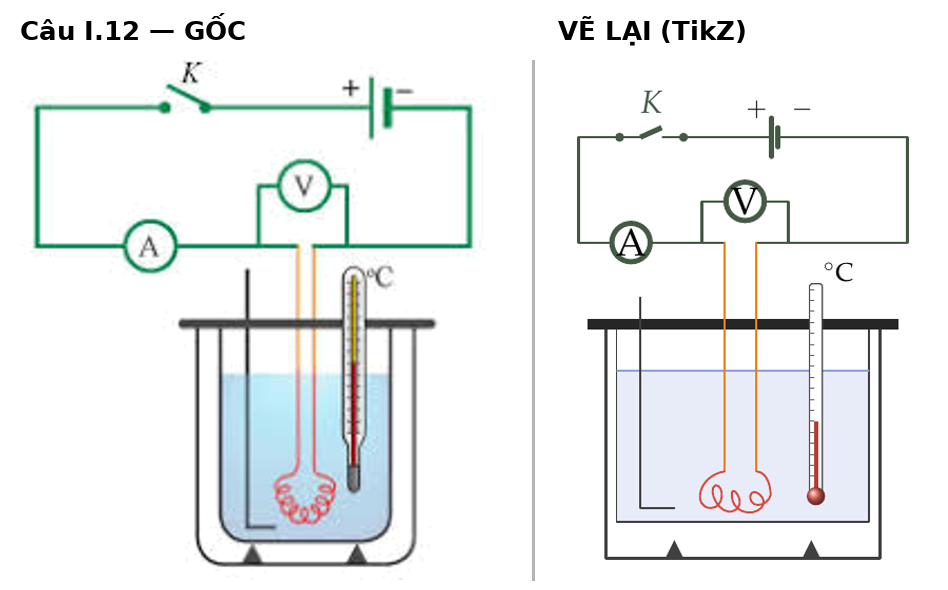 Câu I.12 — GỐC
VẼ LẠI (TikZ)
K
+ −
V
A
°C
K
+ −
V
A
°C